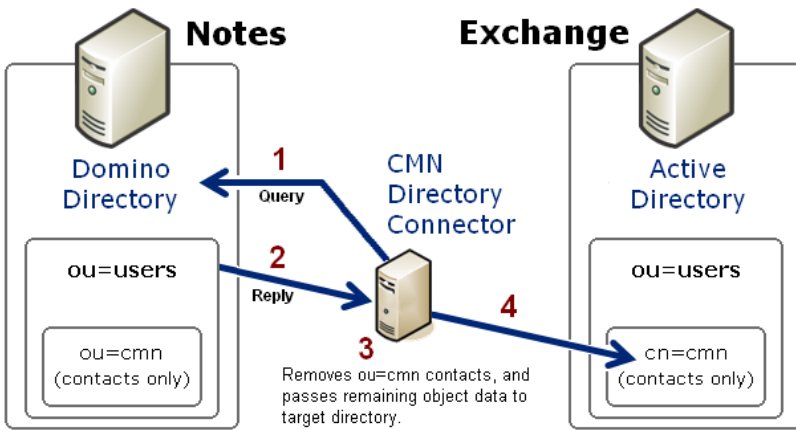 Notes
Exchange
Domino
Directory
1
Query
CMN
Directory
Connector
Active
Directory
ou=users
2
Reply
ou=users
4
ou=cmn
(contacts only)
3
cn=cmn
(contacts only)
Removes ou=cmn contacts, and
passes remaining object data to
target directory.